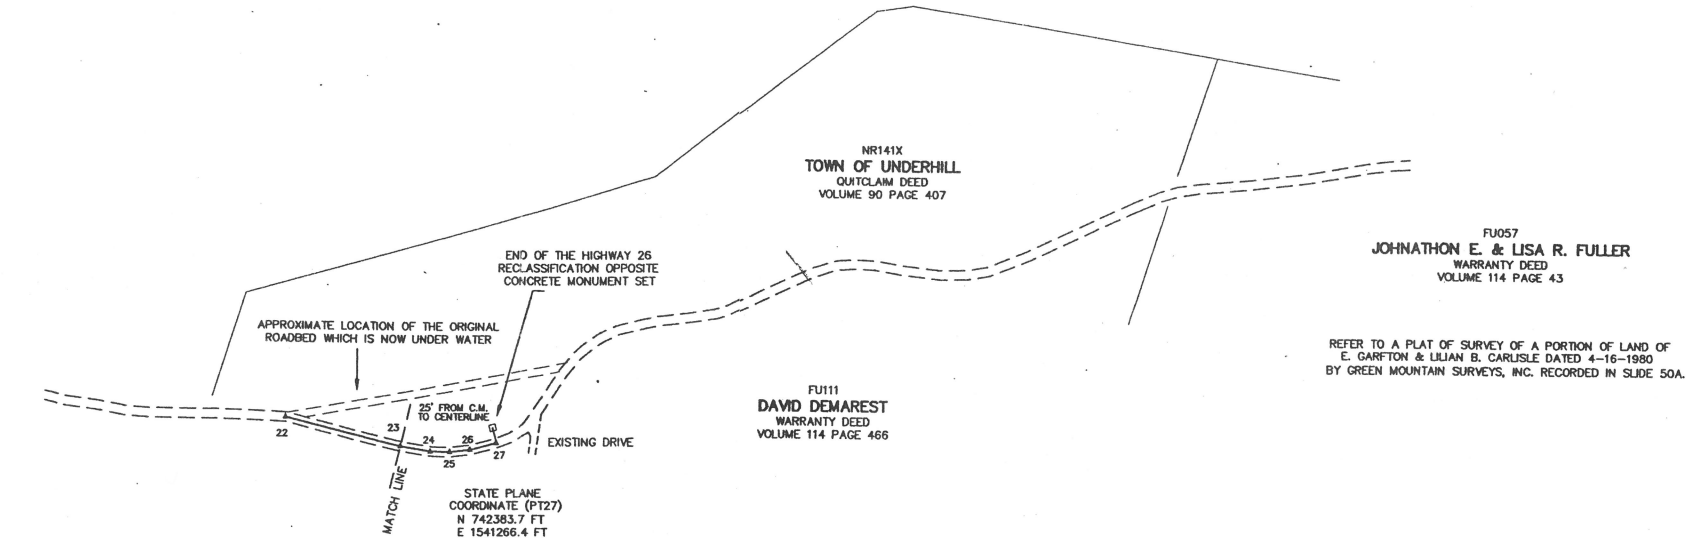 NR141X
TOWN OF UNDERHILL
QUITCLAIM DEED
VOLUME 90 PAGE 407
FU057
JOHNATHON E. & LISA R. FULLER
WARRANTY DEED
VOLUME 114 PAGE 43
END OF THE HIGHWAY 26
RECLASSIFICATION OPPOSITE
CONCRETE MONUMENT SET
APPROXIMATE LOCATION OF THE ORIGINAL
ROADBED WHICH IS NOW UNDER WATER
REFER TO A PLAT OF SURVEY OF A PORTION OF LAND OF
E. GARFTON & LILIAN B. CARLISLE DATED 4-16-1980
BY GREEN MOUNTAIN SURVEYS, INC. RECORDED IN SLIDE 50A.
FU111
DAVID DEMAREST
WARRANTY DEED
VOLUME 114 PAGE 466
25' FROM C.M.
TO CENTERLINE
22
23
24
25
26
27
EXISTING DRIVE
MATCH LINE
STATE PLANE
COORDINATE (PT27)
N 742383.7 FT
E 1541266.4 FT